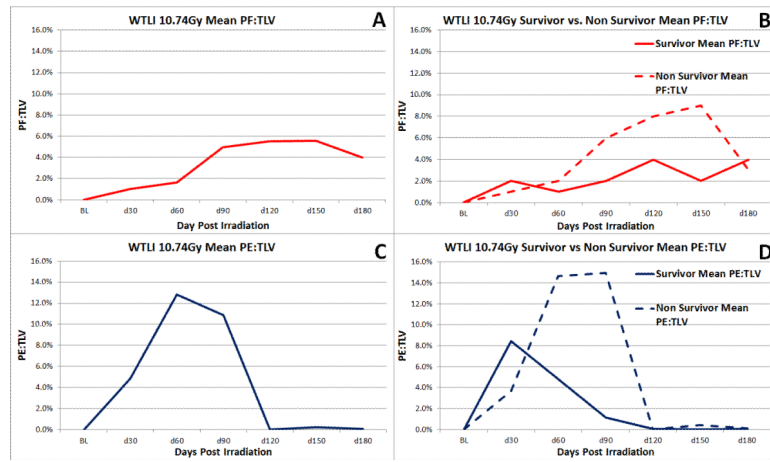 WTLI 10.74Gy Mean PF:TLV
A
16.0%
14.0%
12.0%
10.0%
8.0%
6.0%
4.0%
2.0%
0.0%
PF:TLV
BL d30 d60 d90 d120 d150 d180
Day Post Irradiation
WTLI 10.74Gy Survivor vs. Non Survivor Mean PF:TLV
B
Survivor Mean PF:TLV
Non Survivor Mean
PF:TLV
16.0%
14.0%
12.0%
10.0%
8.0%
6.0%
4.0%
2.0%
0.0%
PF:TLV
BL d30 d60 d90 d120 d150 d180
Days Post Irradiation
WTLI 10.74Gy Mean PE:TLV
C
16.0%
14.0%
12.0%
10.0%
8.0%
6.0%
4.0%
2.0%
0.0%
PE:TLV
BL d30 d60 d90 d120 d150 d180
Days Post Irradiation
WTLI 10.74Gy Survivor vs Non Survivor Mean PE:TLV
D
Survivor Mean PE:TLV
Non Survivor Mean
PE:TLV
16.0%
14.0%
12.0%
10.0%
8.0%
6.0%
4.0%
2.0%
0.0%
PE:TLV
BL d30 d60 d90 d120 d150 d180
Days Post Irradiation